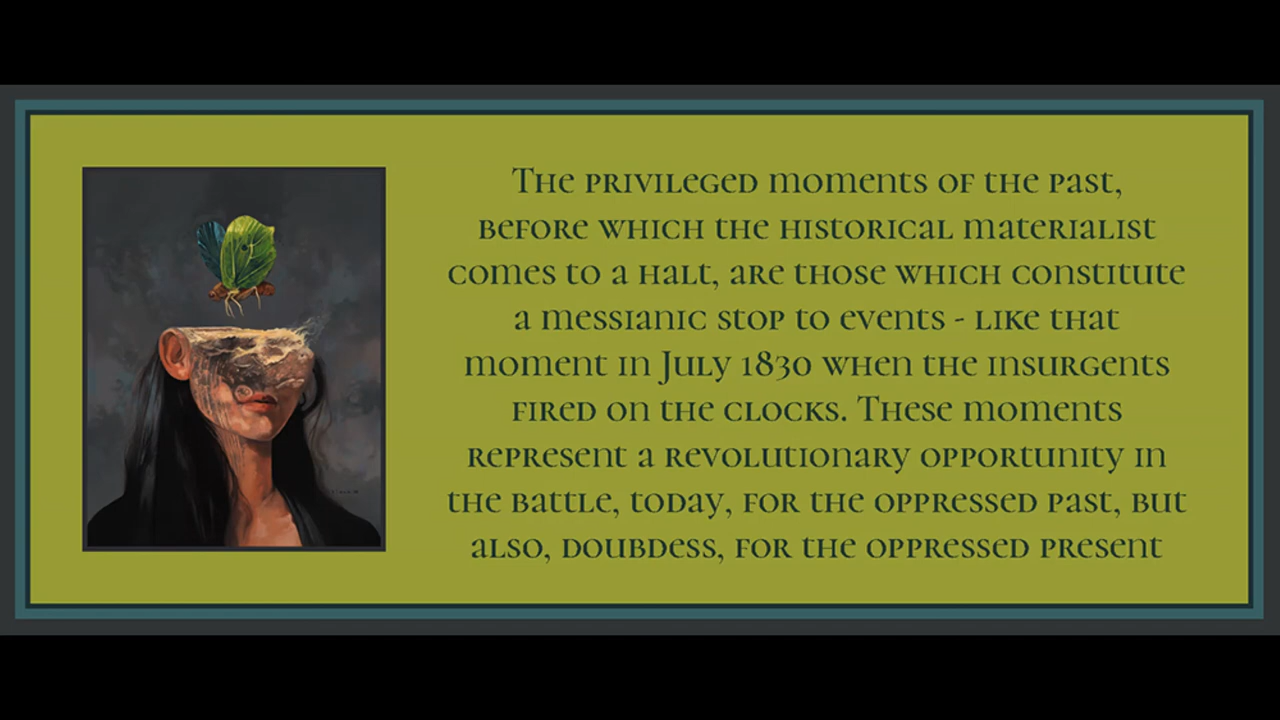 The privileged moments of the past,
before which the historical materialist
comes to a halt, are those which constitute
a messianic stop to events - like that
moment in July 1830 when the insurgents
fired on the clocks. These moments
represent a revolutionary opportunity in
the battle, today, for the oppressed past, but
also, doubdess, for the oppressed present